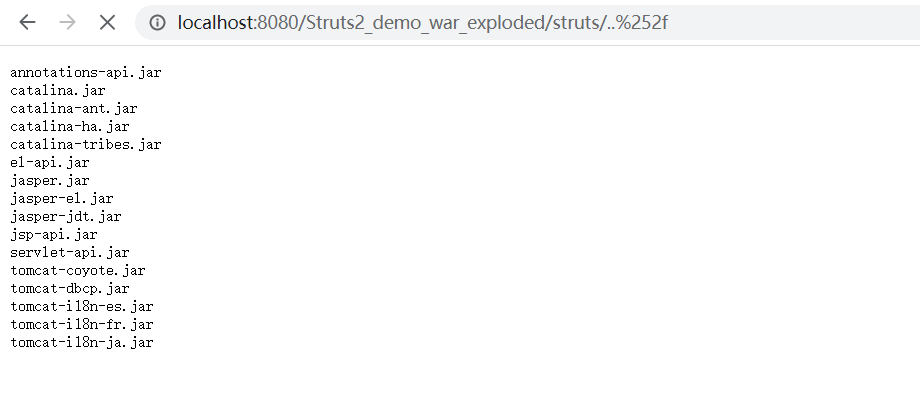 localhost:8080/Struts2_demo_war_exploded/struts/..%252f
annotations-api.jar
catalina.jar
catalina-ant.jar
catalina-ha.jar
catalina-tribes.jar
el-api.jar
jasper.jar
jasper-el.jar
jasper-jdt.jar
jsp-api.jar
servlet-api.jar
tomcat-coyote.jar
tomcat-dbcp.jar
tomcat-i18n-es.jar
tomcat-i18n-fr.jar
tomcat-i18n-ja.jar